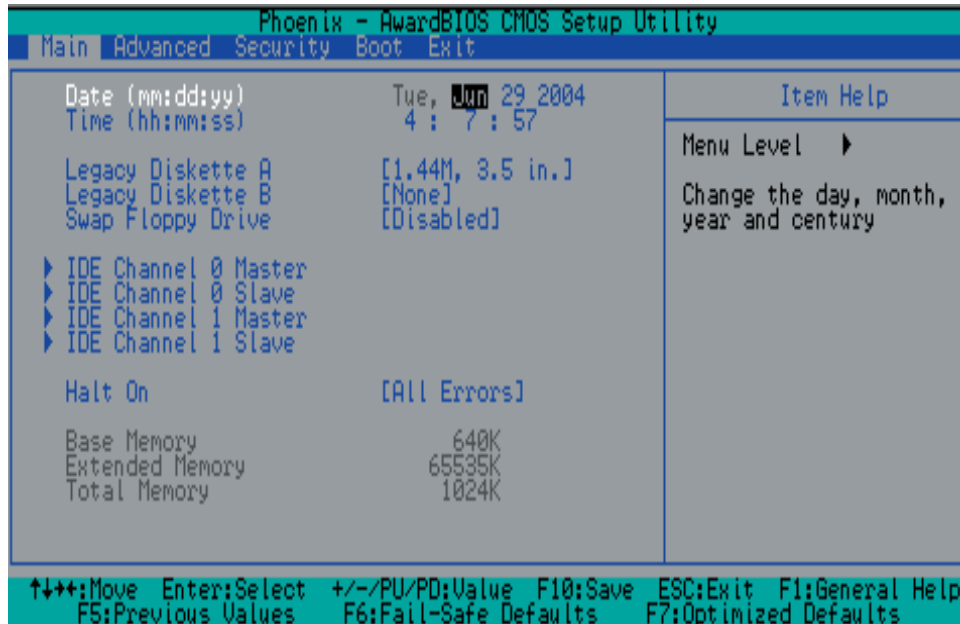 Phoenix - AwardBIOS CMOS Setup Utility
Main Advanced Security Boot Exit
Date (mm:dd:yy) Tue, Jun 29 2004
Time (hh:mm:ss) 4 : 7 : 57
Legacy Diskette A [1.44M, 3.5 in.]
Legacy Diskette B [None]
Swap Floppy Drive [Disabled]
IDE Channel 0 Master
IDE Channel 0 Slave
IDE Channel 1 Master
IDE Channel 1 Slave
Halt On [All Errors]
Base Memory 640K
Extended Memory 65535K
Total Memory 1024K
Item Help
Menu Level
Change the day, month,
year and century
↑↓→←:Move Enter:Select +/-/PU/PD:Value F10:Save ESC:Exit F1:General Help
F5:Previous Values F6:Fail-Safe Defaults F7:Optimized Defaults